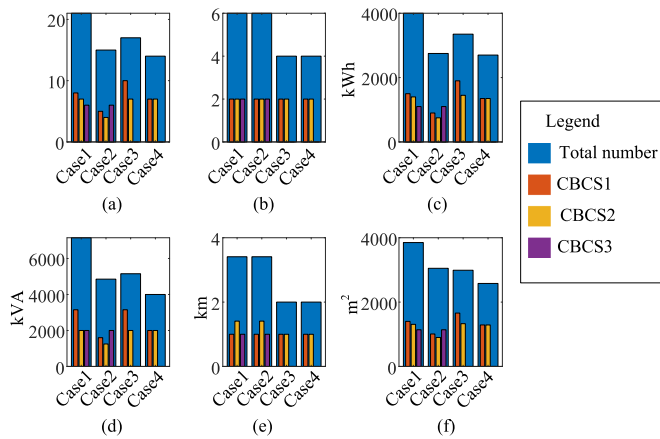 20
10
0
Case1
Case2
Case3
Case4
(a)
6
4
2
0
Case1
Case2
Case3
Case4
(b)
kWh
4000
2000
0
Case1
Case2
Case3
Case4
(c)
Legend
Total number
CBCS1
CBCS2
CBCS3
kVA
6000
4000
2000
0
Case1
Case2
Case3
Case4
(d)
km
4
2
0
Case1
Case2
Case3
Case4
(e)
m²
4000
2000
0
Case1
Case2
Case3
Case4
(f)